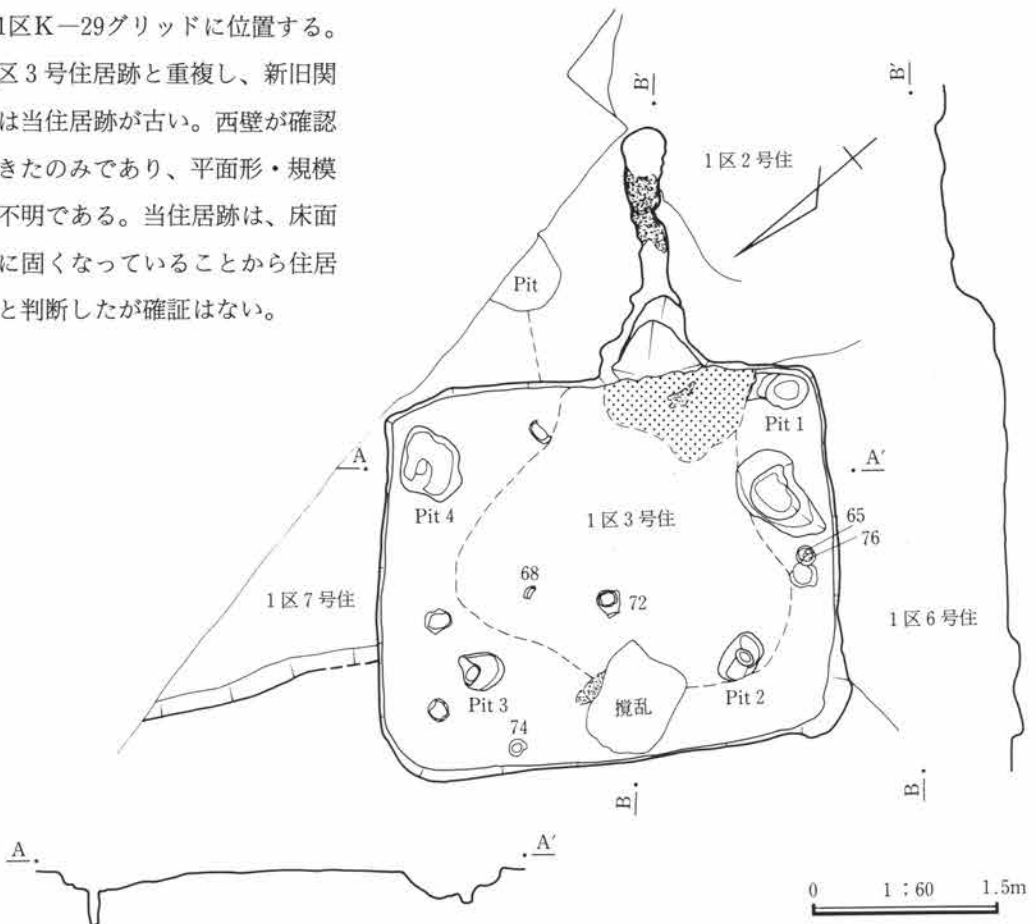 1区K―29グリッドに位置する。
区3号住居跡と重複し、新旧関
は当住居跡が古い。西壁が確認
きたのみであり、平面形・規模
不明である。当住居跡は、床面
に固くなっていることから住居
と判断したが確証はない。
B′
B′
1区2号住
Pit
Pit 1
A
A′
Pit 4
1区3号住
65
76
68
72
1区7号住
1区6号住
Pit 3
Pit 2
攪乱
74
B
B
A
A′
0 1:60 1.5m